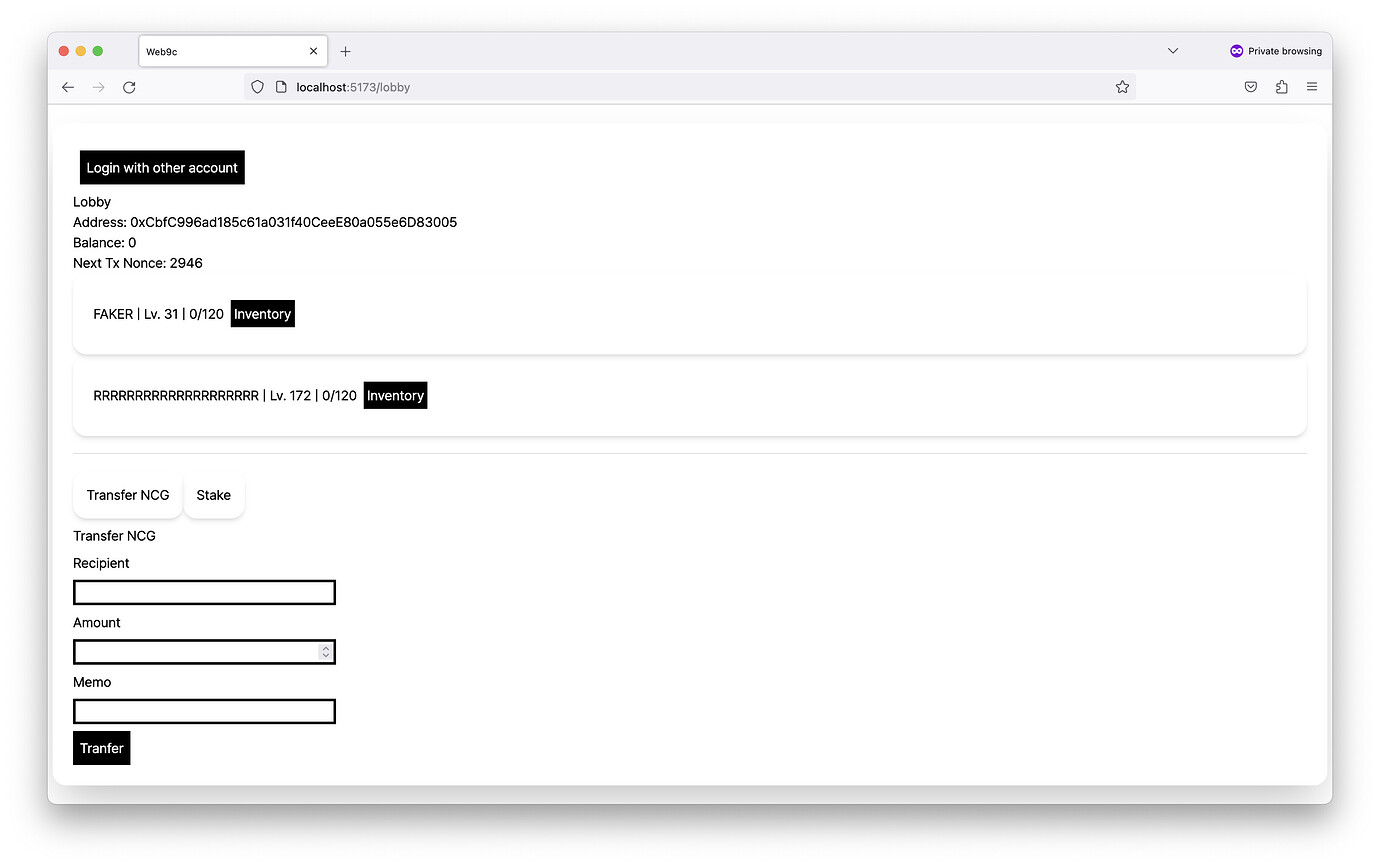 Web9c
Private browsing
localhost:5173/lobby
Login with other account
Lobby
Address: 0xCbfC996ad185c61a031f40CeeE80a055e6D83005
Balance: 0
Next Tx Nonce: 2946
FAKER | Lv. 31 | 0/120 Inventory
RRRRRRRRRRRRRRRRRRRR | Lv. 172 | 0/120 Inventory
Transfer NCG Stake
Transfer NCG
Recipient
Amount
Memo
Tranfer